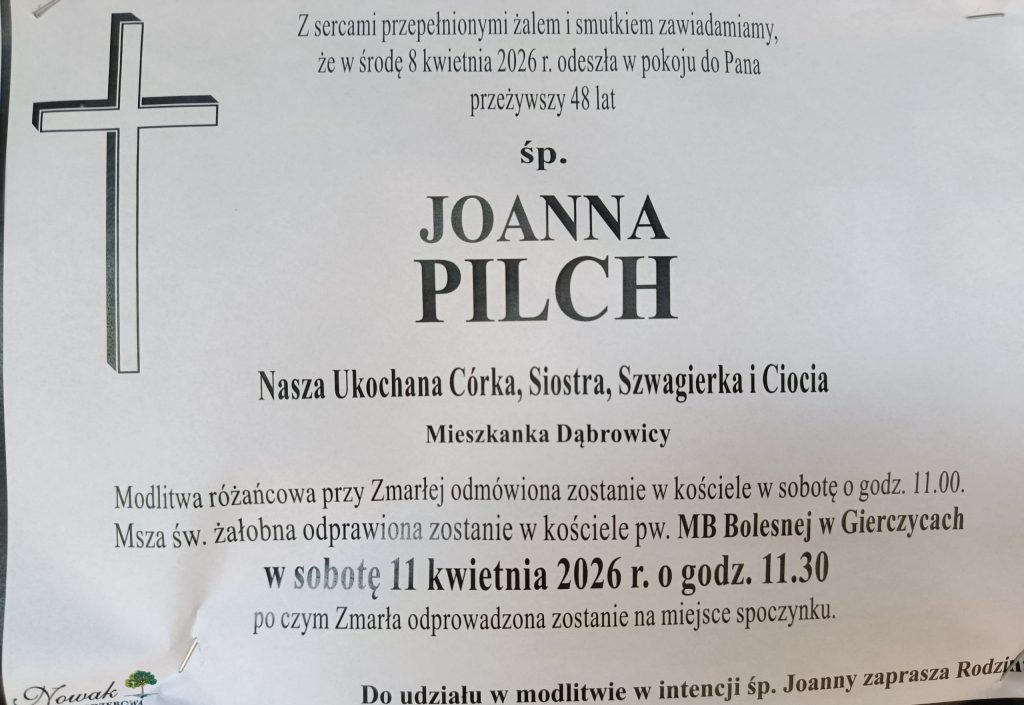 Z sercami przepełnionymi żalem i smutkiem zawiadamiamy,
że w środę 8 kwietnia 2026 r. odeszła w pokoju do Pana
przeżywszy 48 lat
śp.
JOANNA
PILCH
Nasza Ukochana Córka, Siostra, Szwagierka i Ciocia
Mieszkanka Dąbrowicy
Modlitwa różańcowa przy Zmarłej odmówiona zostanie w kościele w sobotę o godz. 11.00.
Msza św. żałobna odprawiona zostanie w kościele pw. MB Bolesnej w Gierczycach
w sobotę 11 kwietnia 2026 r. o godz. 11.30
po czym Zmarła odprowadzona zostanie na miejsce spoczynku.
Nowak
Do udziału w modlitwie w intencji śp. Joanny zaprasza